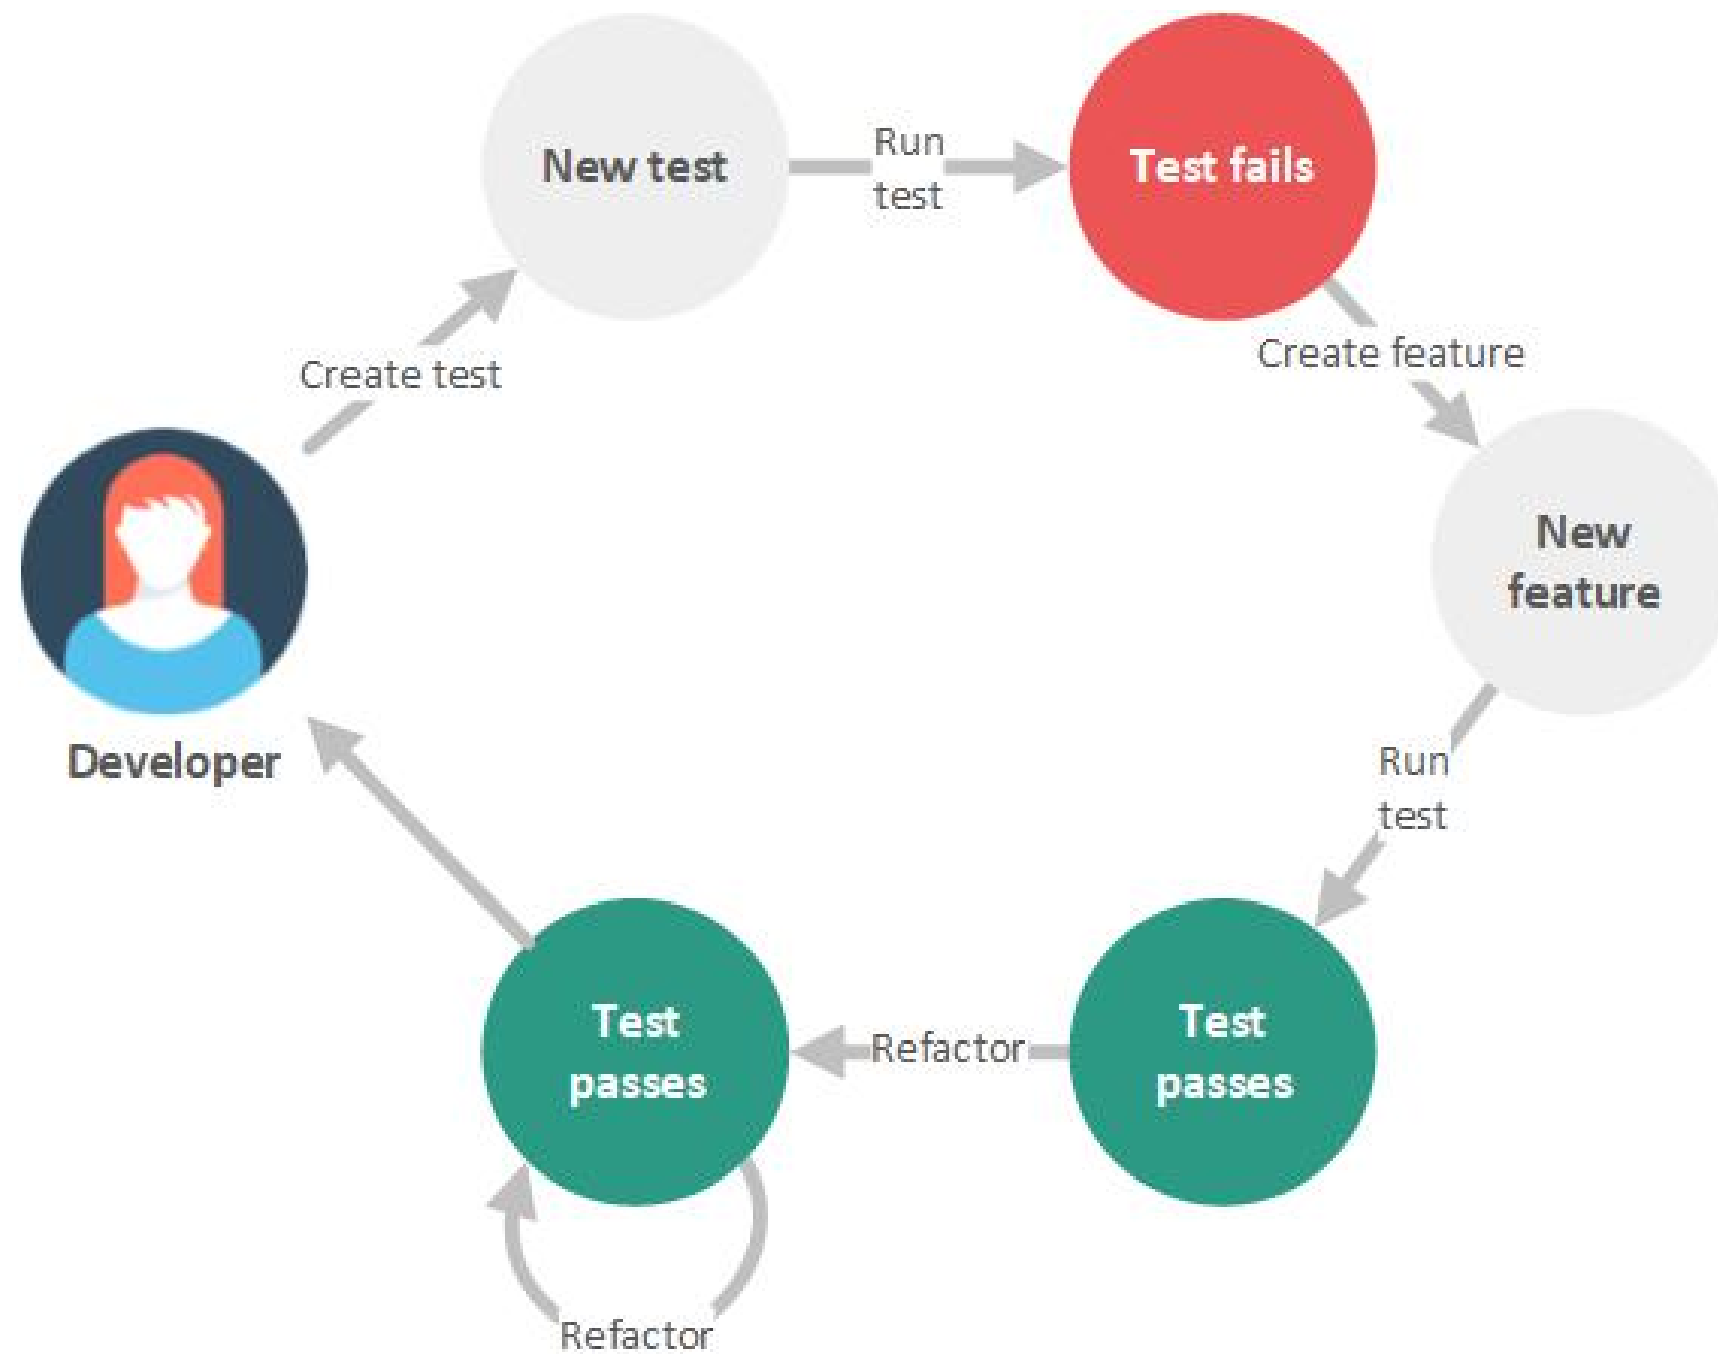 New test
Run
test
Test fails
Create feature
New
feature
Run
test
Test
passes
Refactor
Test
passes
Refactor
Developer
Create test